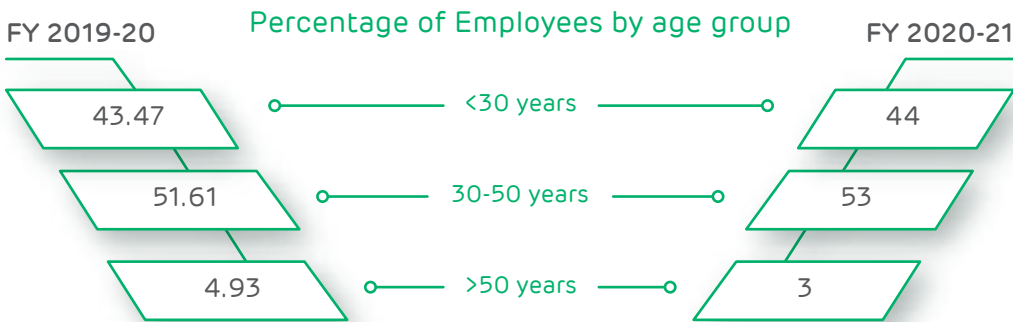 Percentage of Employees by age group
FY 2019-20 FY 2020-21
43.47 <30 years 44
51.61 30-50 years 53
4.93 >50 years 3